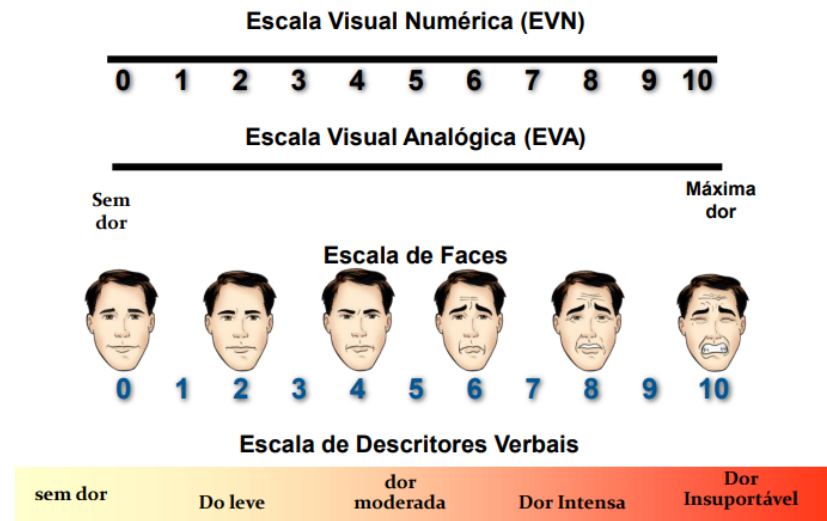 Escala Visual Numérica (EVN)
0 1 2 3 4 5 6 7 8 9 10
Escala Visual Analógica (EVA)
Sem
dor
Máxima
dor
Escala de Faces
0 1 2 3 4 5 6 7 8 9 10
Escala de Descritores Verbais
sem dor
Do leve
dor
moderada
Dor Intensa
Dor
Insuportável